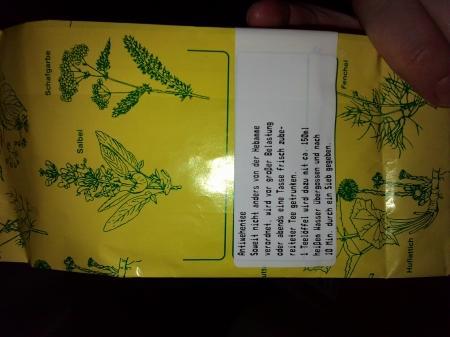 Schafgarbe
Salbei
Antiwehentee
Soweit nicht anders von der Hebamme
verordnet, wird vor großer Belastung
oder abends eine Tasse frisch zube-
reiteter Tee getrunken.
1 Teelöffel wird dazu mit ca. 150ml
heißen Wasser übergossen und nach
10 Min. durch ein Sieb gegeben.
Fenchel
Huflattich